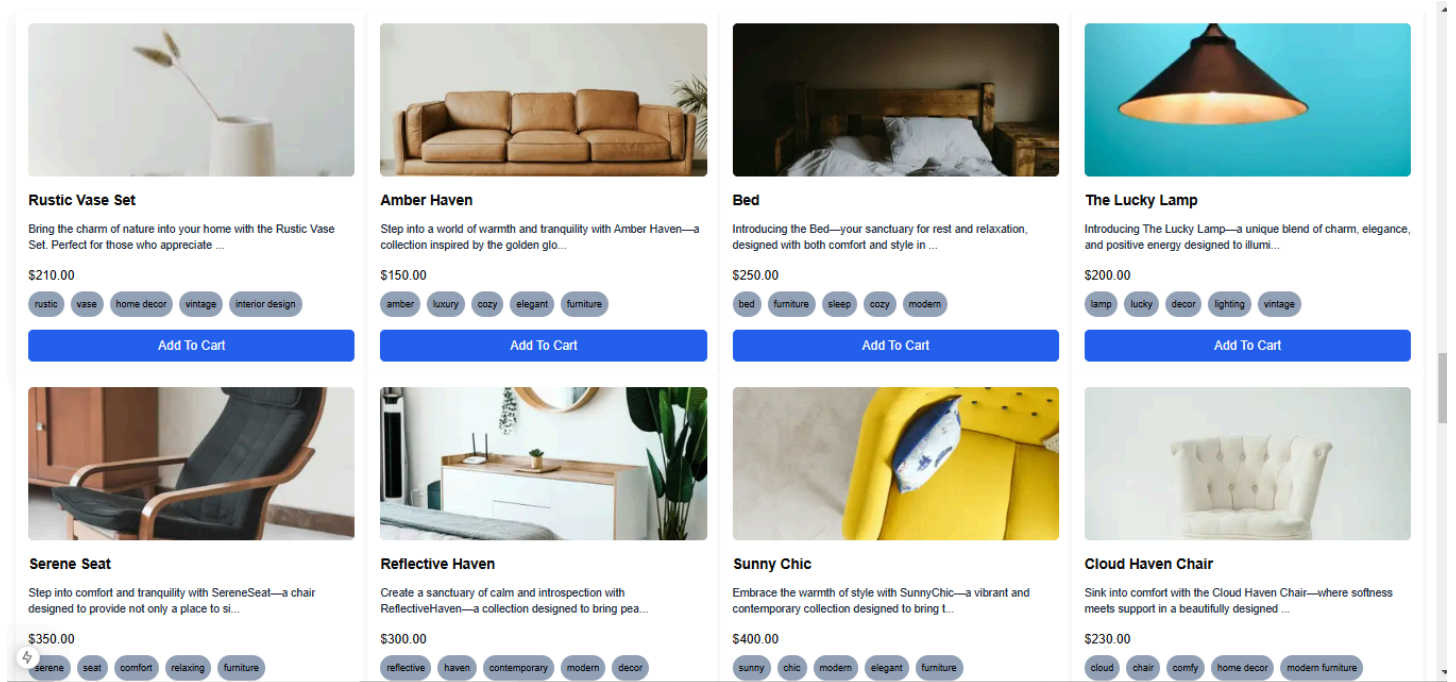 Rustic Vase Set
Bring the charm of nature into your home with the Rustic Vase
Set. Perfect for those who appreciate ...
$210.00
rustic vase home decor vintage interior design
Add To Cart
Amber Haven
Step into a world of warmth and tranquility with Amber Haven—a
collection inspired by the golden glo...
$150.00
amber luxury cozy elegant furniture
Add To Cart
Bed
Introducing the Bed—your sanctuary for rest and relaxation,
designed with both comfort and style in ...
$250.00
bed furniture sleep cozy modern
Add To Cart
The Lucky Lamp
Introducing The Lucky Lamp—a unique blend of charm, elegance,
and positive energy designed to illumi...
$200.00
lamp lucky decor lighting vintage
Add To Cart
Serene Seat
Step into comfort and tranquility with SereneSeat—a chair
designed to provide not only a place to si...
$350.00
serene seat comfort relaxing furniture
Reflective Haven
Create a sanctuary of calm and introspection with
ReflectiveHaven—a collection designed to bring pea...
$300.00
reflective haven contemporary modern decor
Sunny Chic
Embrace the warmth of style with SunnyChic—a vibrant and
contemporary collection designed to bring t...
$400.00
sunny chic modern elegant furniture
Cloud Haven Chair
Sink into comfort with the Cloud Haven Chair—where softness
meets support in a beautifully designed ...
$230.00
cloud chair comfy home decor modern furniture